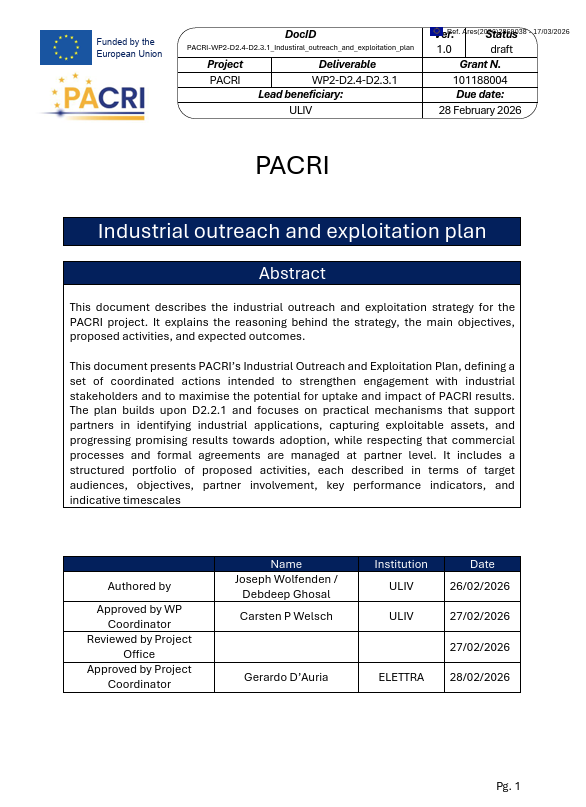 Funded by the
European Union
PACRI
DocID
Ver.
Status
PACRI-WP2-D2.4-D2.3.1_Industiral_outreach_and_exploitation_plan
1.0
draft
Project
Deliverable
Grant N.
PACRI
WP2-D2.4-D2.3.1
101188004
Lead beneficiary:
Due date:
ULIV
28 February 2026
PACRI
Industrial outreach and exploitation plan
Abstract
This document describes the industrial outreach and exploitation strategy for the
PACRI project. It explains the reasoning behind the strategy, the main objectives,
proposed activities, and expected outcomes.
This document presents PACRI's Industrial Outreach and Exploitation Plan, defining a
set of coordinated actions intended to strengthen engagement with industrial
stakeholders and to maximise the potential for uptake and impact of PACRI results.
The plan builds upon D2.2.1 and focuses on practical mechanisms that support
partners in identifying industrial applications, capturing exploitable assets, and
progressing promising results towards adoption, while respecting that commercial
processes and formal agreements are managed at partner level. It includes a
structured portfolio of proposed activities, each described in terms of target
audiences, objectives, partner involvement, key performance indicators, and
indicative timescales
Name
Institution
Date
Authored by
Joseph Wolfenden /
Debdeep Ghosal
ULIV
26/02/2026
Approved by WP
Coordinator
Carsten P Welsch
ULIV
27/02/2026
Reviewed by Project
Office
27/02/2026
Approved by Project
Coordinator
Gerardo D'Auria
ELETTRA
28/02/2026
Pg. 1